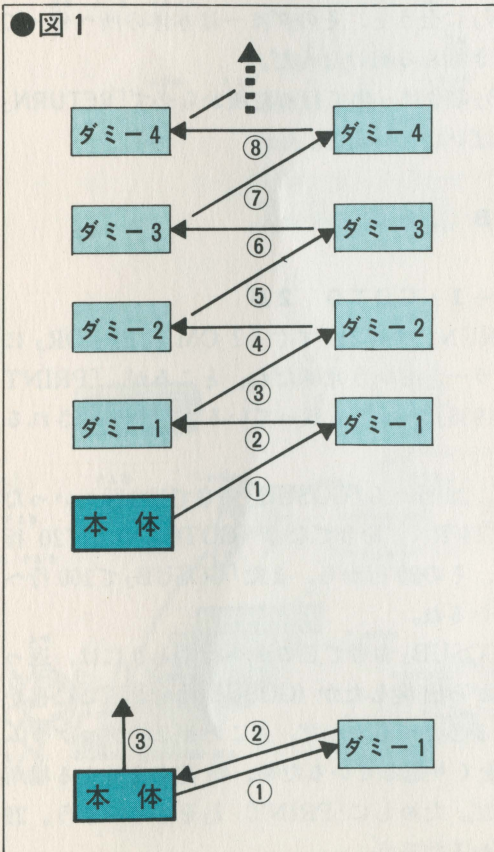 ●図1
ダミー4 ⑧ ダミー4
⑦
ダミー3 ⑥ ダミー3
⑤
ダミー2 ④ ダミー2
③
ダミー1 ② ダミー1
①
本体
③ ② ダミー1
本体 ①